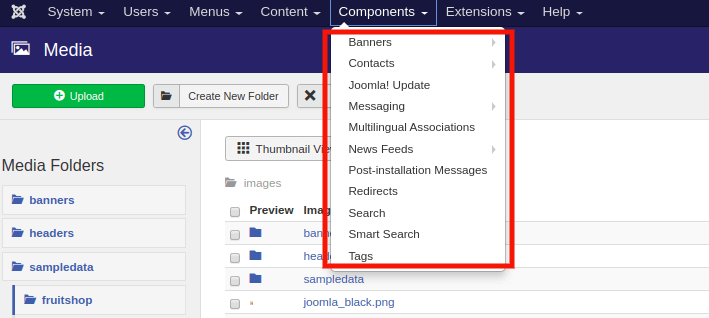 System Users Menus Content Components Extensions Help
Media
Upload Create New Folder
Thumbnail Vie
Media Folders
banners
headers
sampledata
fruitshop
images
Preview Imag
bann
heade
sampledata
joomla_black.png
Banners
Contacts
Joomla! Update
Messaging
Multilingual Associations
News Feeds
Post-installation Messages
Redirects
Search
Smart Search
Tags